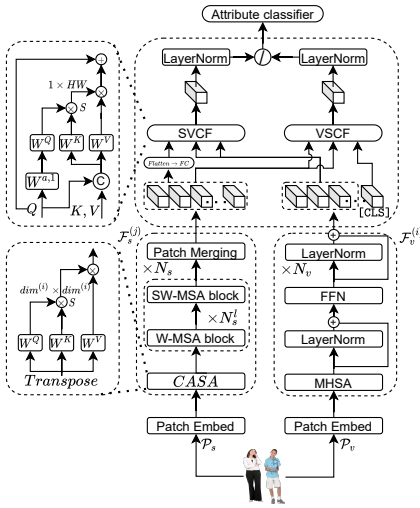 Attribute classifier
LayerNorm
/
LayerNorm
1 × HW
S
W^Q
W^K
W^V
W^{a,1}
C
Q
K, V
SVCF
VSCF
Flatten → FC
[CLS]
F_s^{(j)}
F_v^{(i
Patch Merging
×N_s
SW-MSA block
×N_s^l
W-MSA block
CASA
LayerNorm
×N_v
FFN
LayerNorm
MHSA
dim^{(i)} × dim^{(i)}
S
W^Q
W^K
W^V
Transpose
Patch Embed
Patch Embed
P_s
P_v